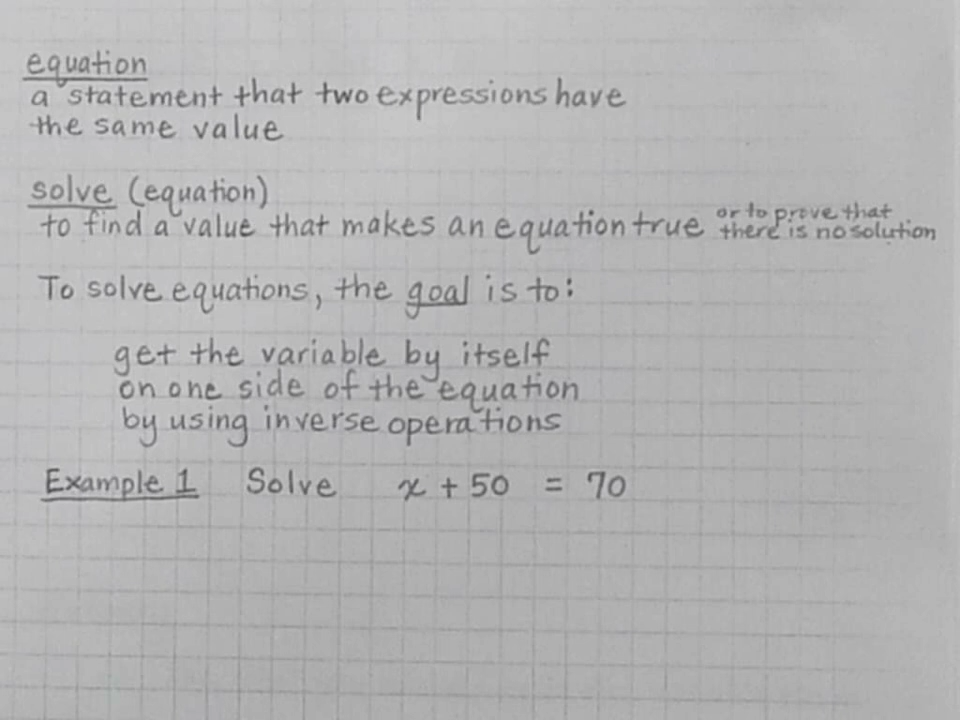 equation
a statement that two expressions have
the same value
solve (equation)
to find a value that makes an equation true or to prove that
there is no solution
To solve equations, the goal is to:
get the variable by itself
on one side of the equation
by using inverse operations
Example 1 Solve x + 50 = 70